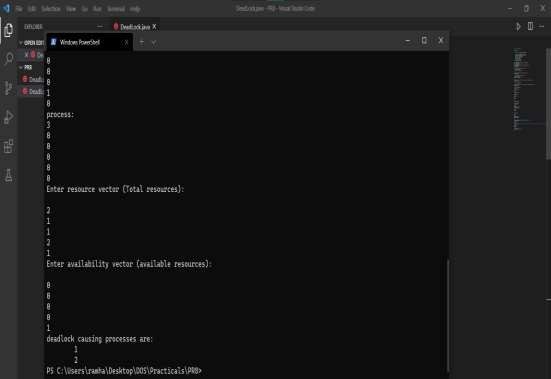 File Edit Selection View Go Run Terminal Help
DeadLock.java - PR8 - Visual Studio Code
EXPLORER
DeadLock.java
OPEN EDIT
PR8
DeadL
DeadL
Windows PowerShell
0
0
0
1
0
process:
3
0
0
0
0
0
Enter resource vector (Total resources):
2
1
1
2
1
Enter availability vector (available resources):
0
0
0
0
1
deadlock causing processes are:
1
2
PS C:\Users\ramha\Desktop\DOS\Practicals\PR8>